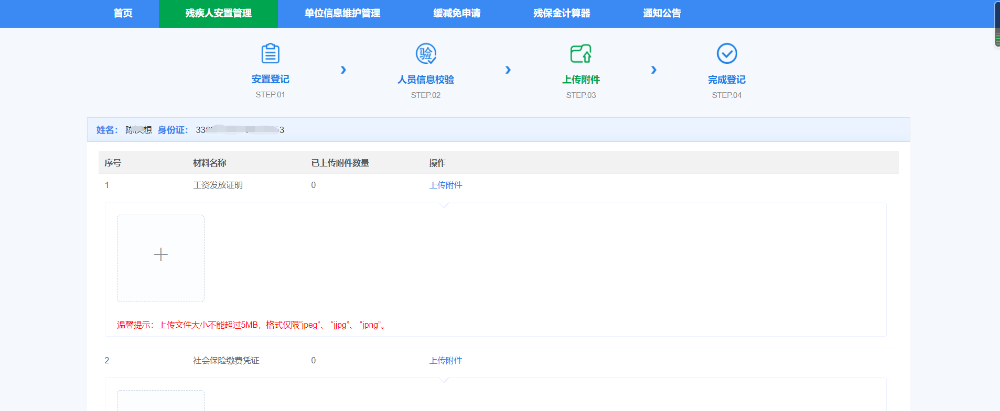 首页 残疾人安置管理 单位信息维护管理 缓减免申请 残保金计算器 通知公告
验
安置登记 人员信息校验 上传附件 完成登记
STEP.01 STEP.02 STEP.03 STEP.04
姓名： 陈 想 身份证： 33 53
序号 材料名称 已上传附件数量 操作
1 工资发放证明 0 上传附件
温馨提示：上传文件大小不能超过5MB，格式仅限“jpeg”、 “jjpg”、 “jpng”。
2 社会保险缴费凭证 0 上传附件